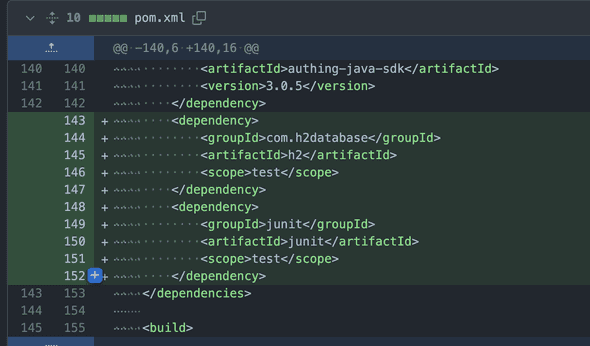 10 pom.xml
@@ -140,6 +140,16 @@
140 140 <artifactId>authing-java-sdk</artifactId>
141 141 <version>3.0.5</version>
142 142 </dependency>
143 + <dependency>
144 + <groupId>com.h2database</groupId>
145 + <artifactId>h2</artifactId>
146 + <scope>test</scope>
147 + </dependency>
148 + <dependency>
149 + <groupId>junit</groupId>
150 + <artifactId>junit</artifactId>
151 + <scope>test</scope>
152 + </dependency>
143 153 </dependencies>
144 154
145 155 <build>